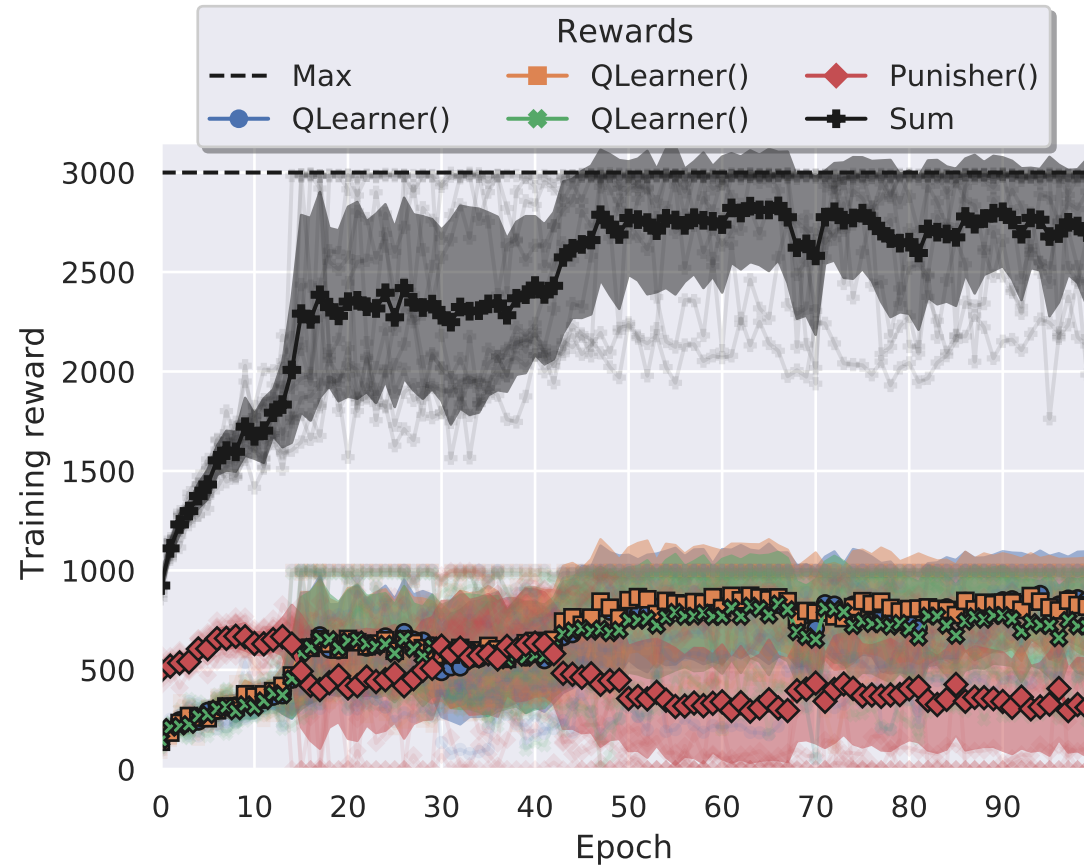 Rewards
Max QLearner() Punisher()
QLearner() QLearner() Sum
3000
2500
2000
1500
1000
500
0
Training reward
0 10 20 30 40 50 60 70 80 90
Epoch